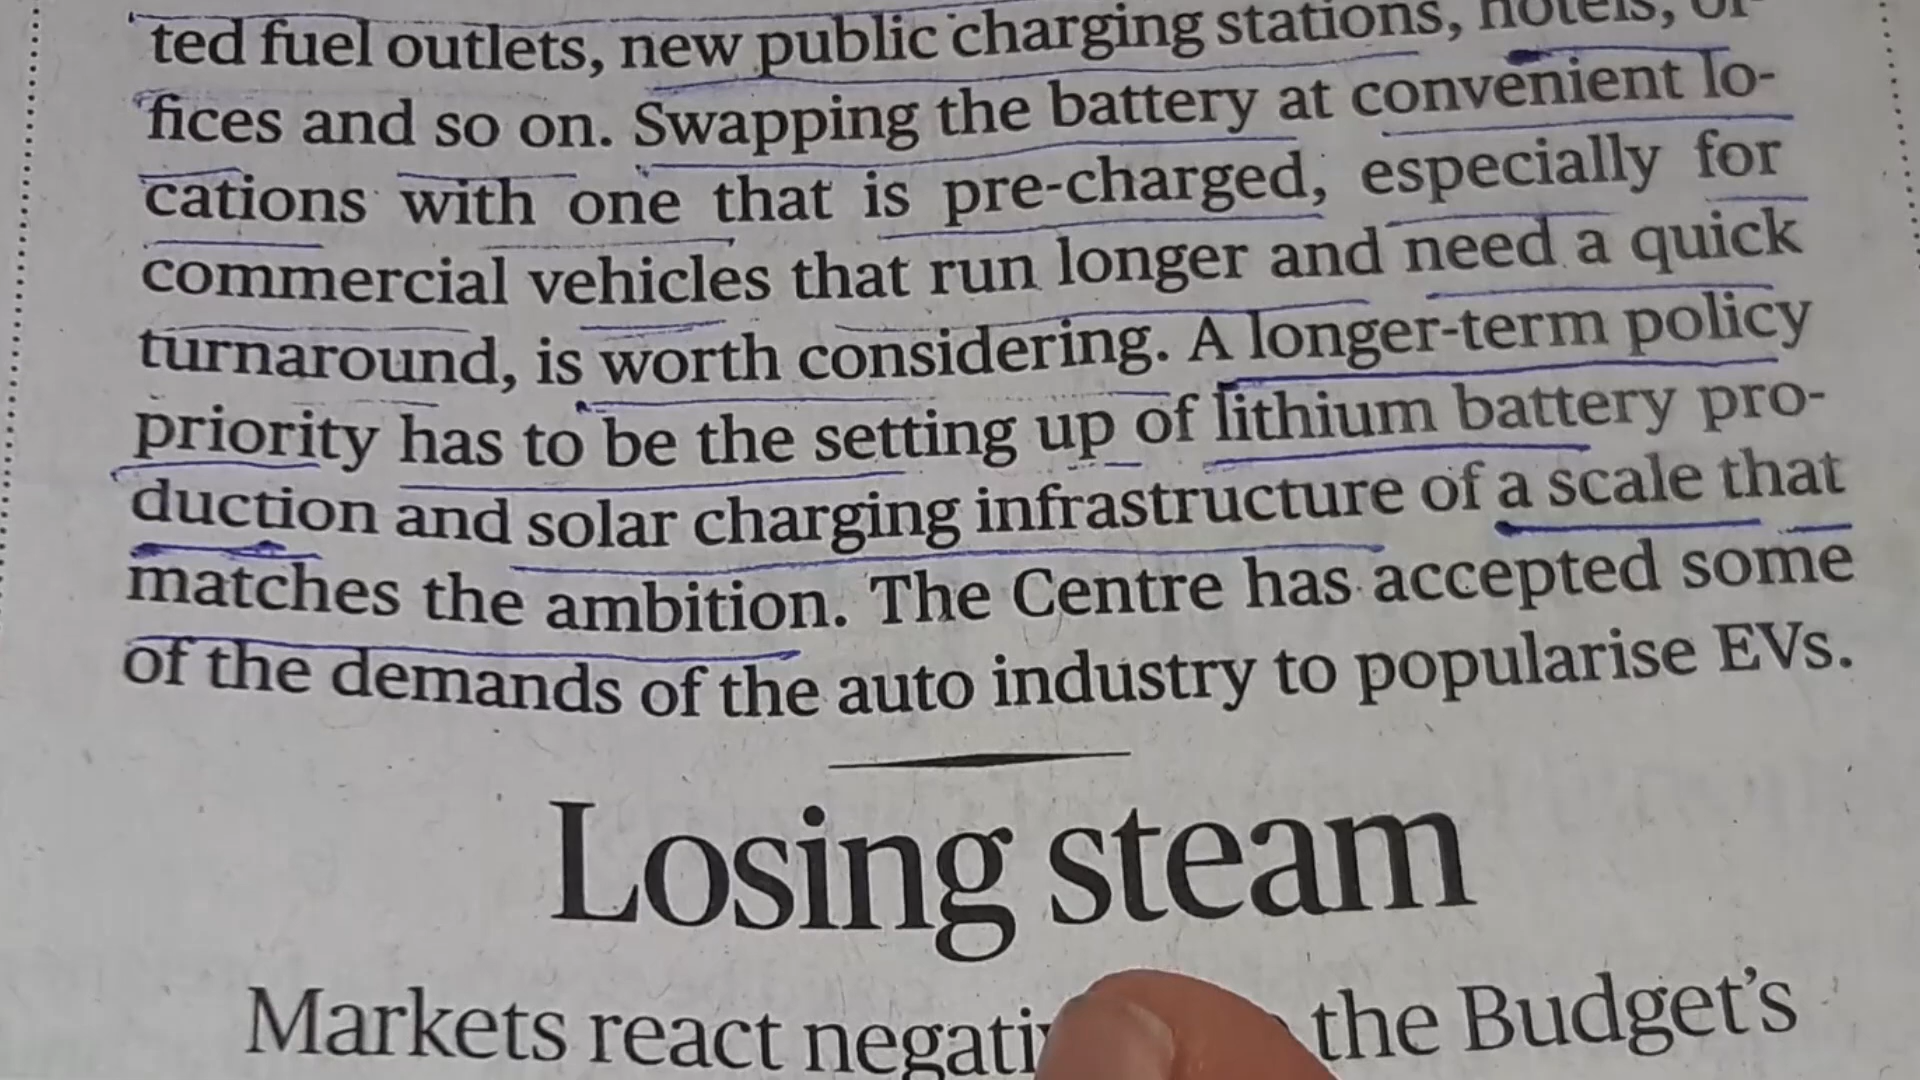 ted fuel outlets, new public charging stations, hotels, of-
fices and so on. Swapping the battery at convenient lo-
cations with one that is pre-charged, especially for
commercial vehicles that run longer and need a quick
turnaround, is worth considering. A longer-term policy
priority has to be the setting up of lithium battery pro-
duction and solar charging infrastructure of a scale that
matches the ambition. The Centre has accepted some
of the demands of the auto industry to popularise EVs.
Losing steam
Markets react the Budget's